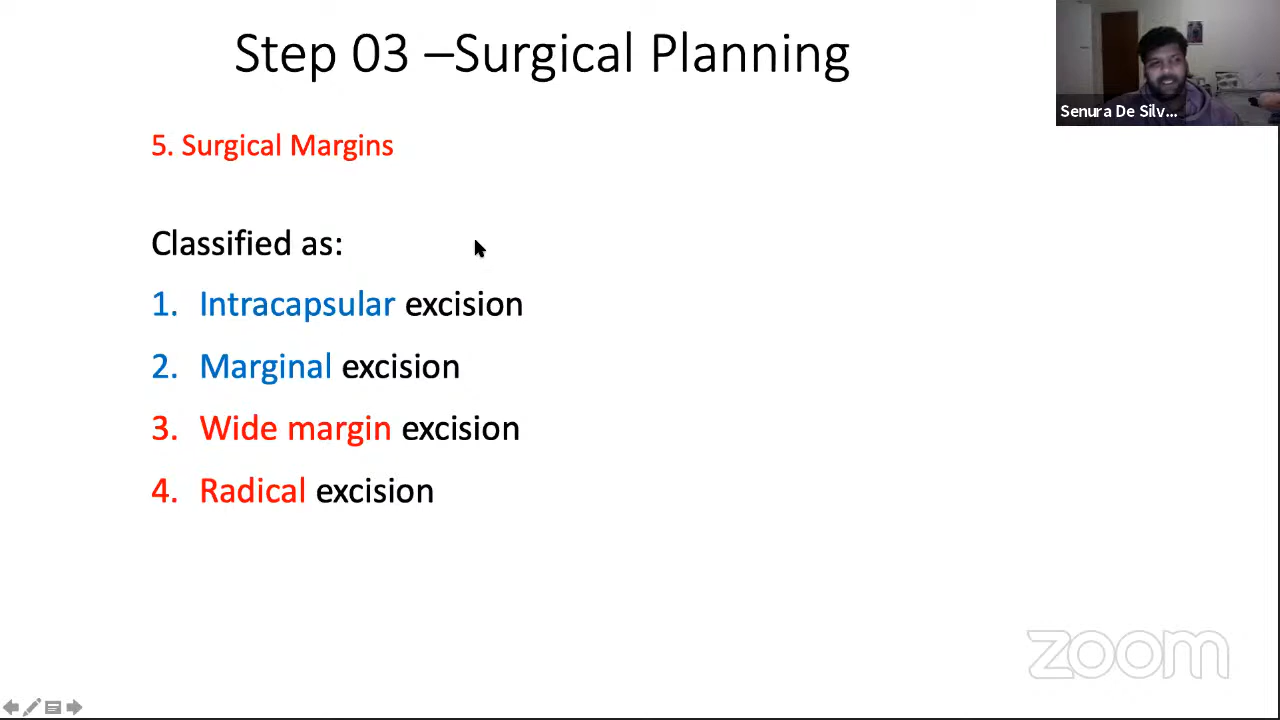 Step 03 –Surgical Planning
Senura De Silv...
5. Surgical Margins
Classified as:
1. Intracapsular excision
2. Marginal excision
3. Wide margin excision
4. Radical excision
zoom